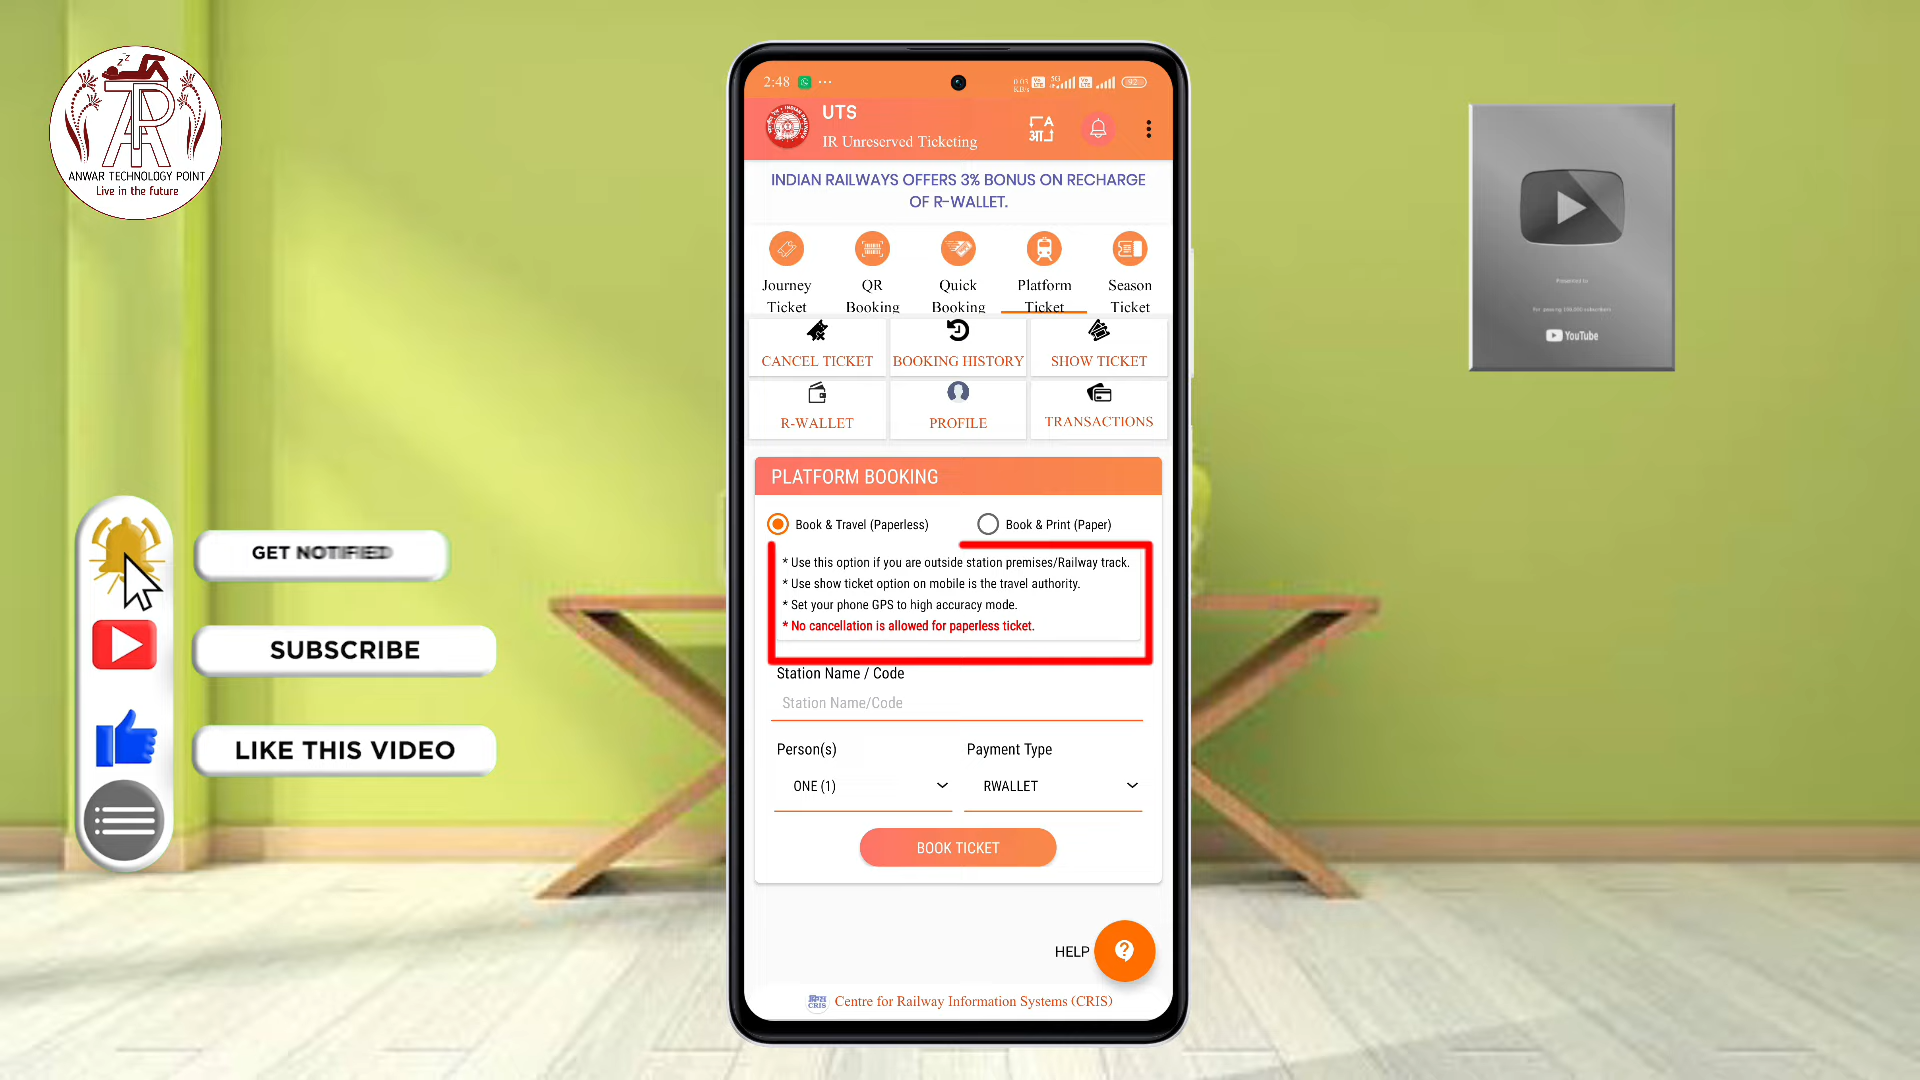 ANWAR TECHNOLOGY POINT
Live in the future
2:48
92
UTS
IR Unreserved Ticketing
A
अा
INDIAN RAILWAYS OFFERS 3% BONUS ON RECHARGE
OF R-WALLET.
Journey Ticket
QR Booking
Quick Booking
Platform Ticket
Season Ticket
CANCEL TICKET
BOOKING HISTORY
SHOW TICKET
R-WALLET
PROFILE
TRANSACTIONS
PLATFORM BOOKING
Book & Travel (Paperless)
Book & Print (Paper)
* Use this option if you are outside station premises/Railway track.
* Use show ticket option on mobile is the travel authority.
* Set your phone GPS to high accuracy mode.
* No cancellation is allowed for paperless ticket.
Station Name / Code
Station Name/Code
Person(s)
Payment Type
ONE (1)
RWALLET
BOOK TICKET
HELP
CRIS
Centre for Railway Information Systems (CRIS)
GET NOTIFIED
SUBSCRIBE
LIKE THIS VIDEO
Presented to
YouTube